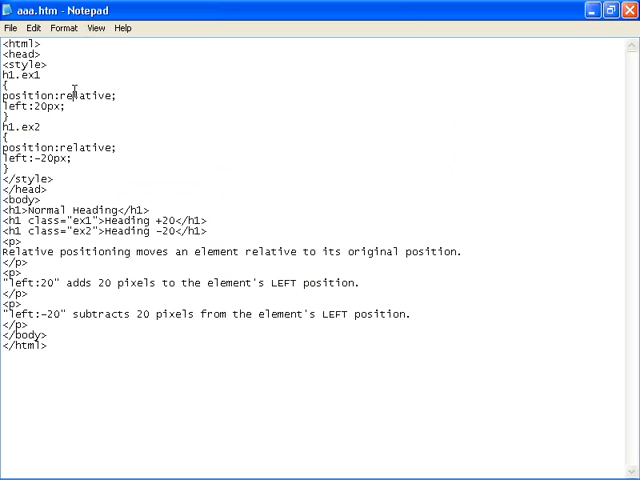 aaa.htm - Notepad
File Edit Format View Help
<html>
<head>
<style>
h1.ex1
{
position:relative;
left:20px;
}
h1.ex2
{
position:relative;
left:-20px;
}
</style>
</head>
<body>
<h1>Normal Heading</h1>
<h1 class="ex1">Heading +20</h1>
<h1 class="ex2">Heading -20</h1>
<p>
Relative positioning moves an element relative to its original position.
</p>
<p>
"left:20" adds 20 pixels to the element's LEFT position.
</p>
<p>
"left:-20" subtracts 20 pixels from the element's LEFT position.
</p>
</body>
</html>